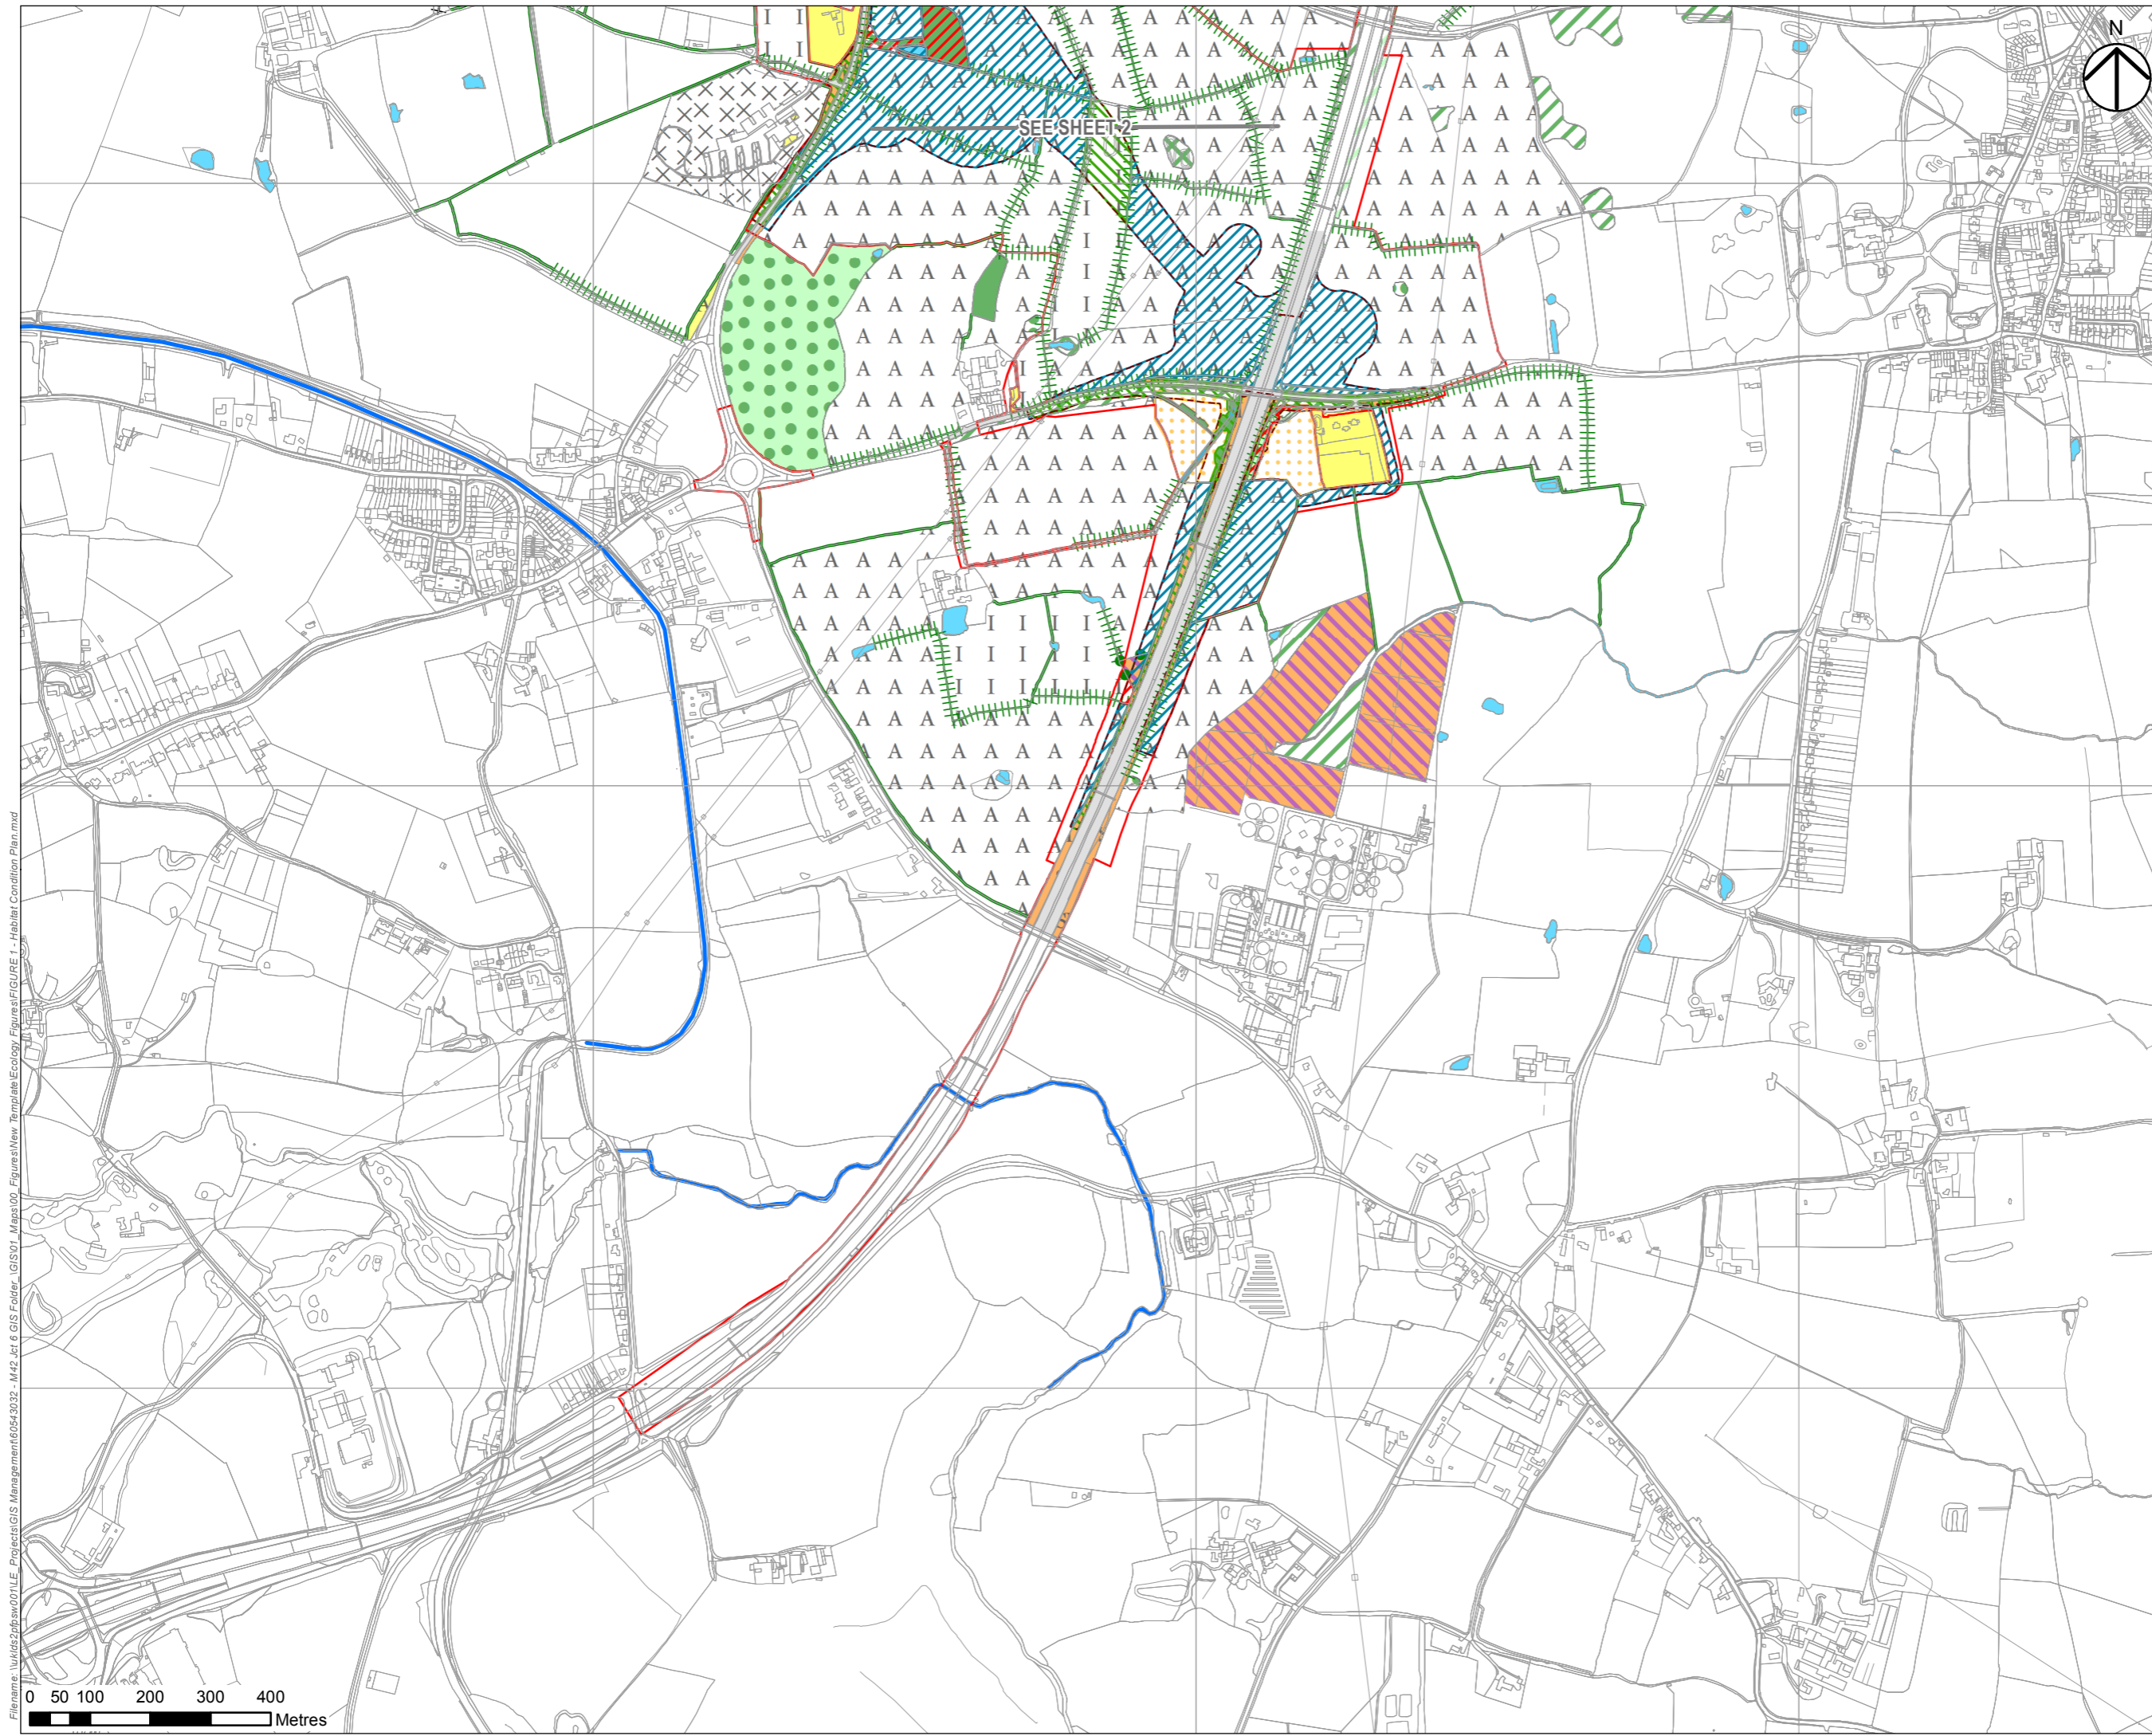 N
SEE SHEET 2
Filename: \\uklds2pfpsw001\LE_Projects\GIS Management\60543032 - M42 Jct 6 GIS Folder_\GIS\01_Maps\00_Figures\New Template\Ecology Figures\FIGURE 1 - Habitat Condition Plan.mxd
0 50 100 200 300 400
Metres